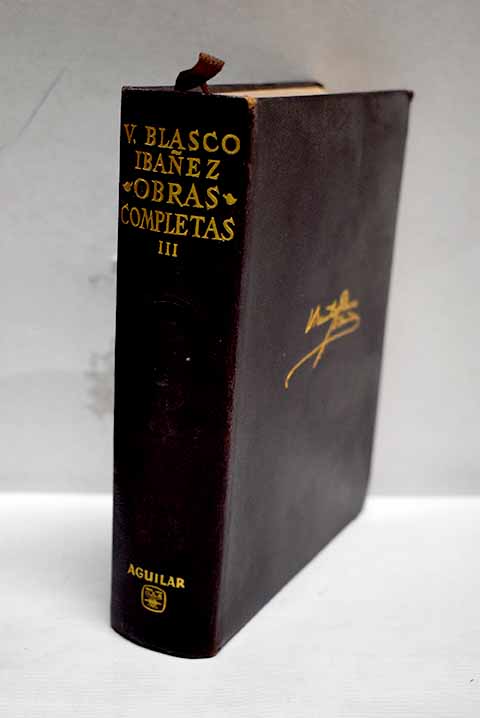 V. BLASCO
IBAÑEZ
OBRAS
COMPLETAS
III
AGUILAR